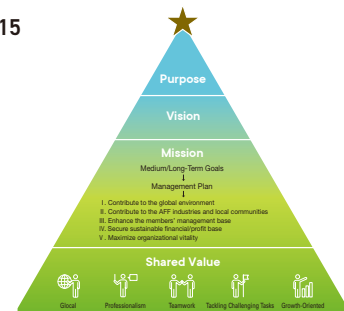 15
Purpose
Vision
Mission
Medium/Long-Term Goals
Management Plan
I. Contribute to the global environment
II. Contribute to the AFF industries and local communities
III. Enhance the members' management base
IV. Secure sustainable financial/profit base
V. Maximize organizational vitality
Shared Value
Glocal Professionalism Teamwork Tackling Challenging Tasks Growth-Oriented